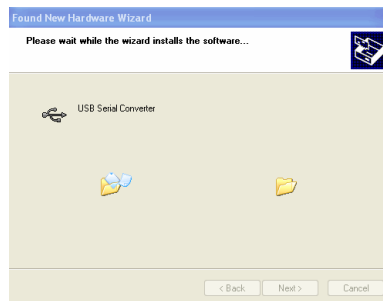 Found New Hardware Wizard
Please wait while the wizard installs the software...
USB Serial Converter
< Back Next > Cancel